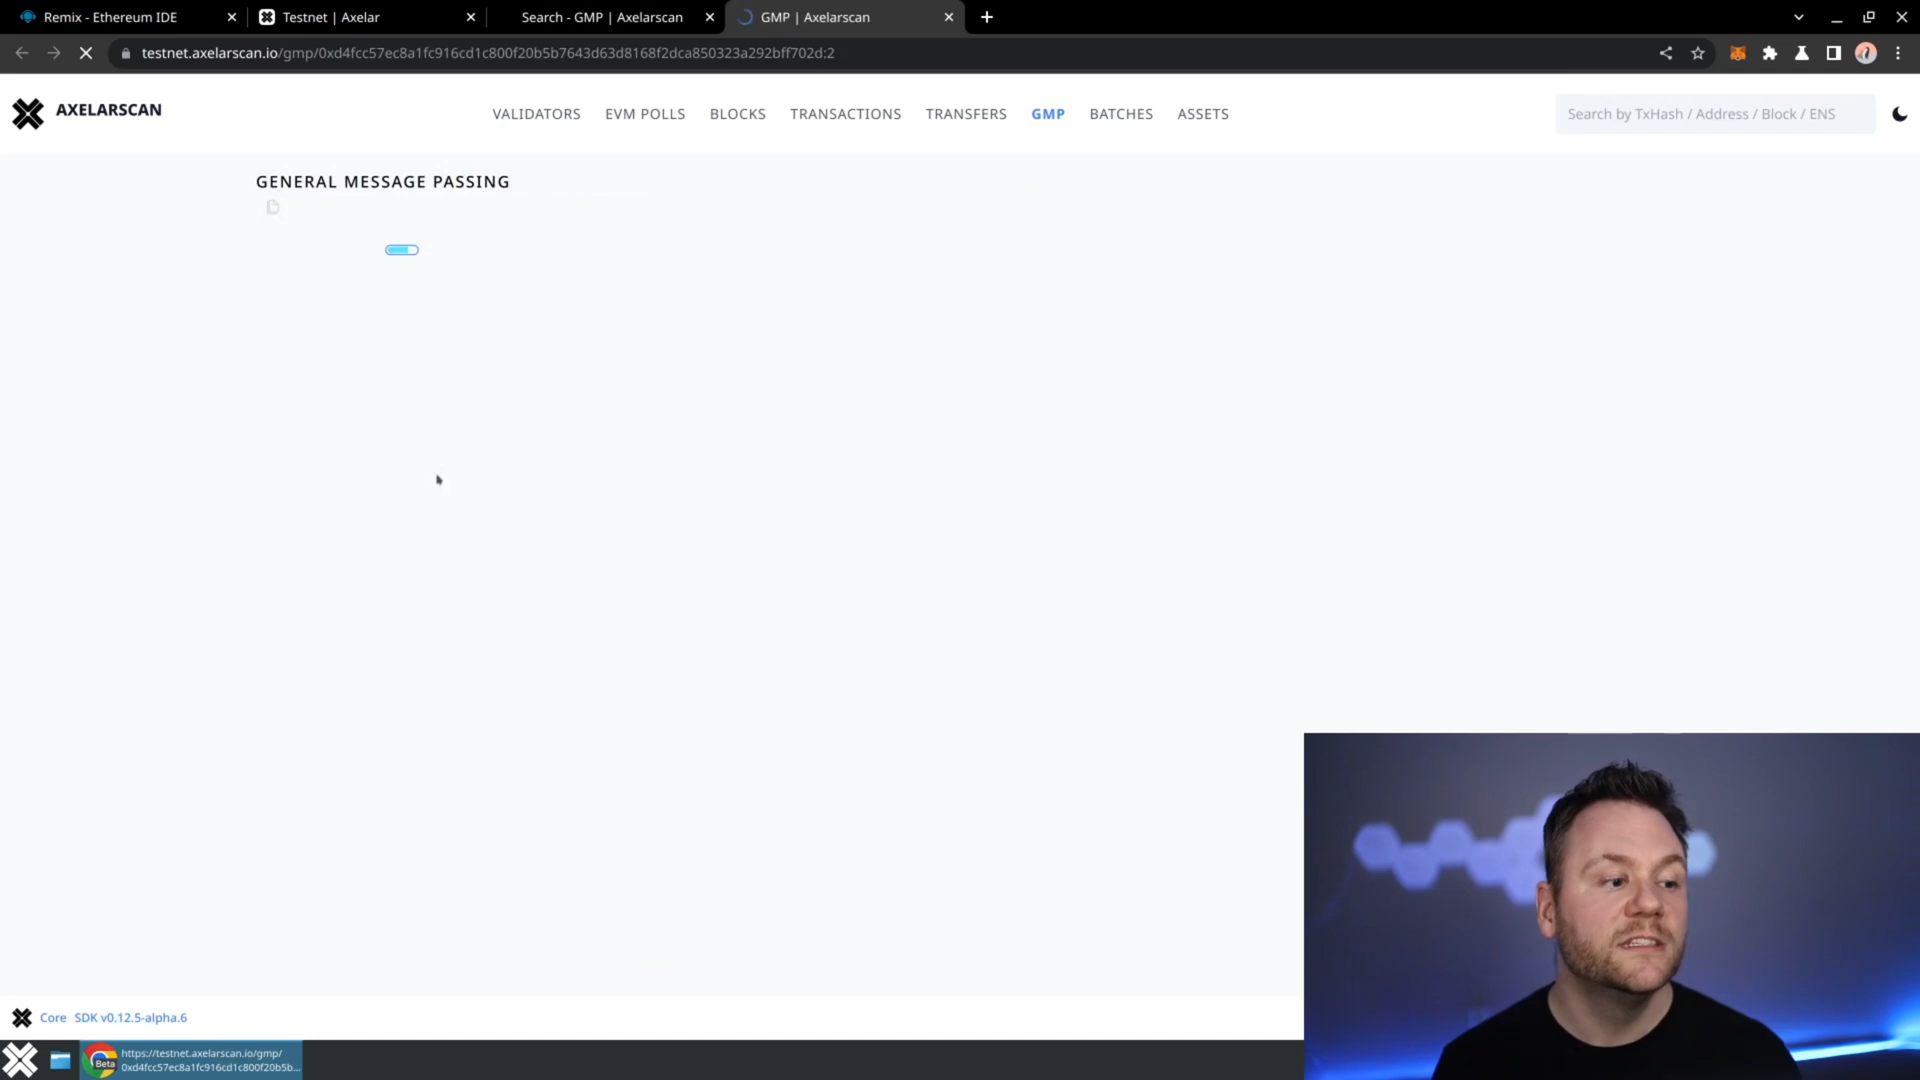 Remix - Ethereum IDE
Testnet | Axelar
Search - GMP | Axelarscan
GMP | Axelarscan
testnet.axelarscan.io/gmp/0xd4fcc57ec8a1fc916cd1c800f20b5b7643d63d8168f2dca850323a292bff702d:2
AXELARSCAN
VALIDATORS
EVM POLLS
BLOCKS
TRANSACTIONS
TRANSFERS
GMP
BATCHES
ASSETS
Search by TxHash / Address / Block / ENS
GENERAL MESSAGE PASSING
Core SDK v0.12.5-alpha.6
Beta
https://testnet.axelarscan.io/gmp/
0xd4fcc57ec8a1fc916cd1c800f20b5b...